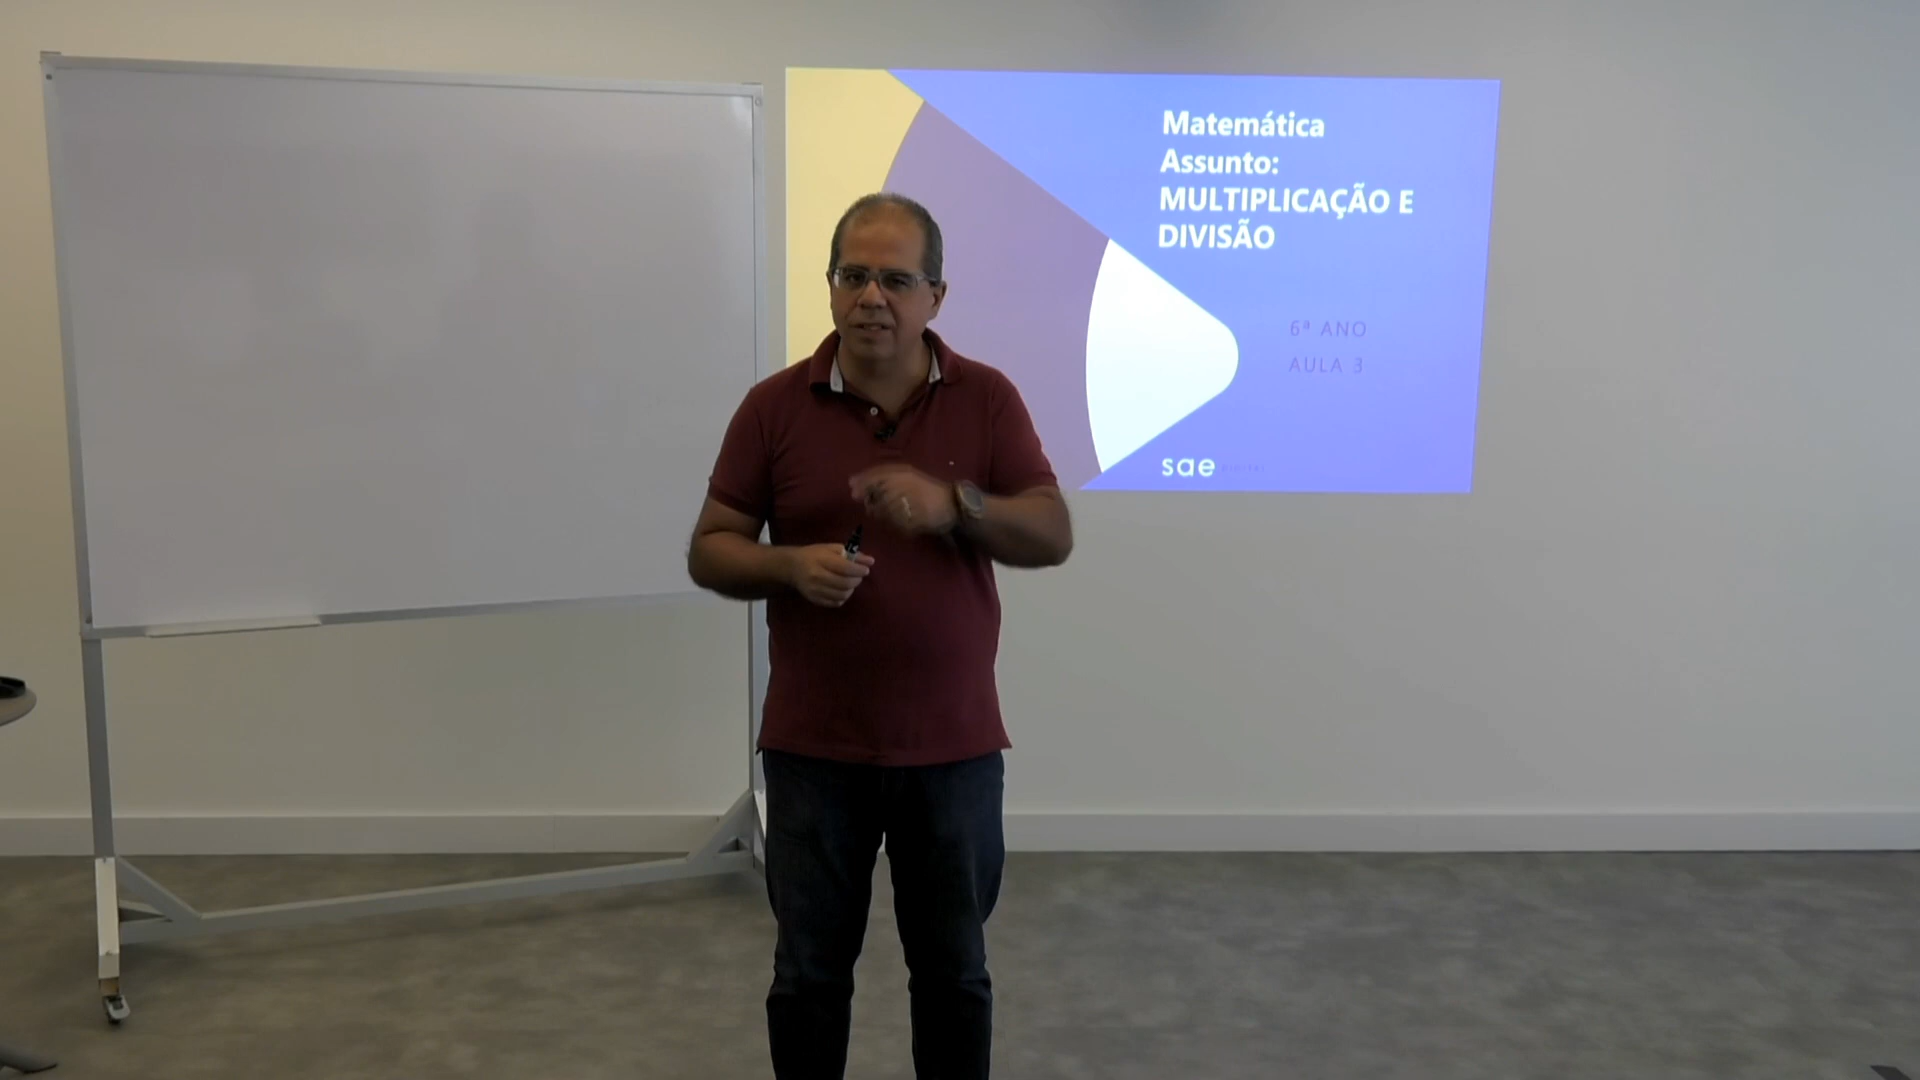 Matemática
Assunto:
MULTIPLICAÇÃO E
DIVISÃO
6ª ANO
AULA 3
sae